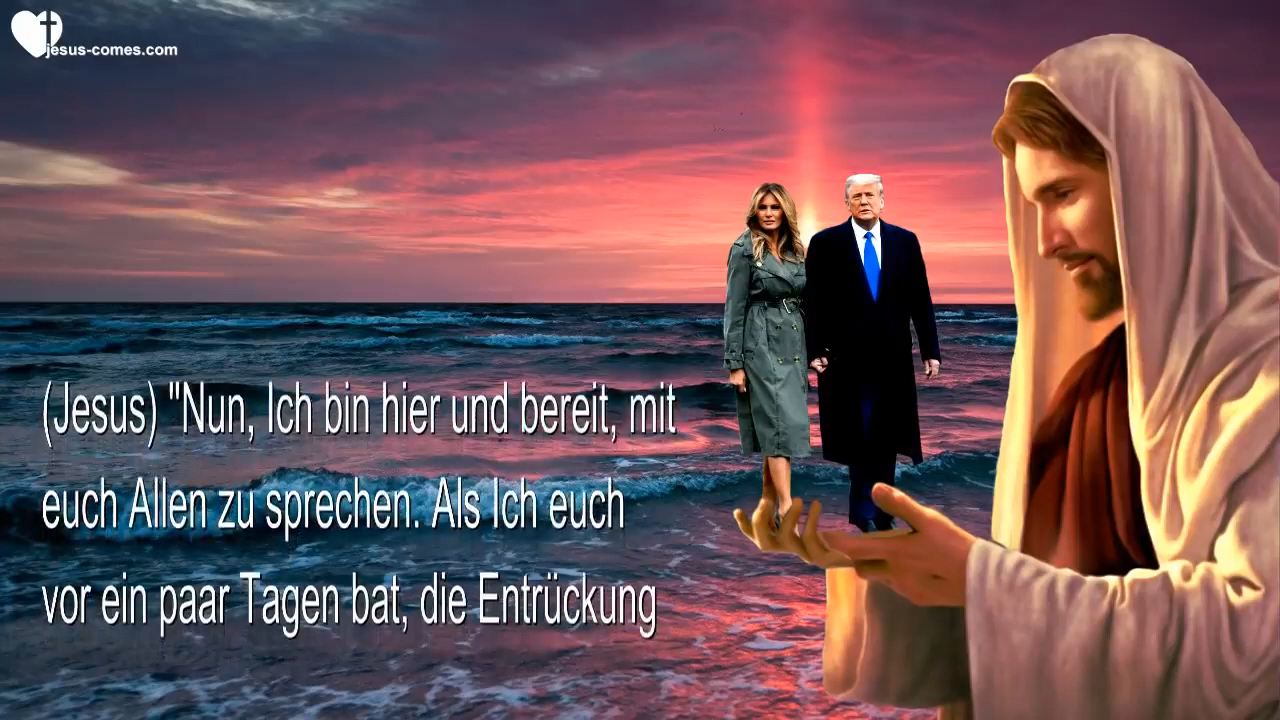 jesus-comes.com
(Jesus) "Nun, Ich bin hier und bereit, mit
euch Allen zu sprechen. Als Ich euch
vor ein paar Tagen bat, die Entrückung